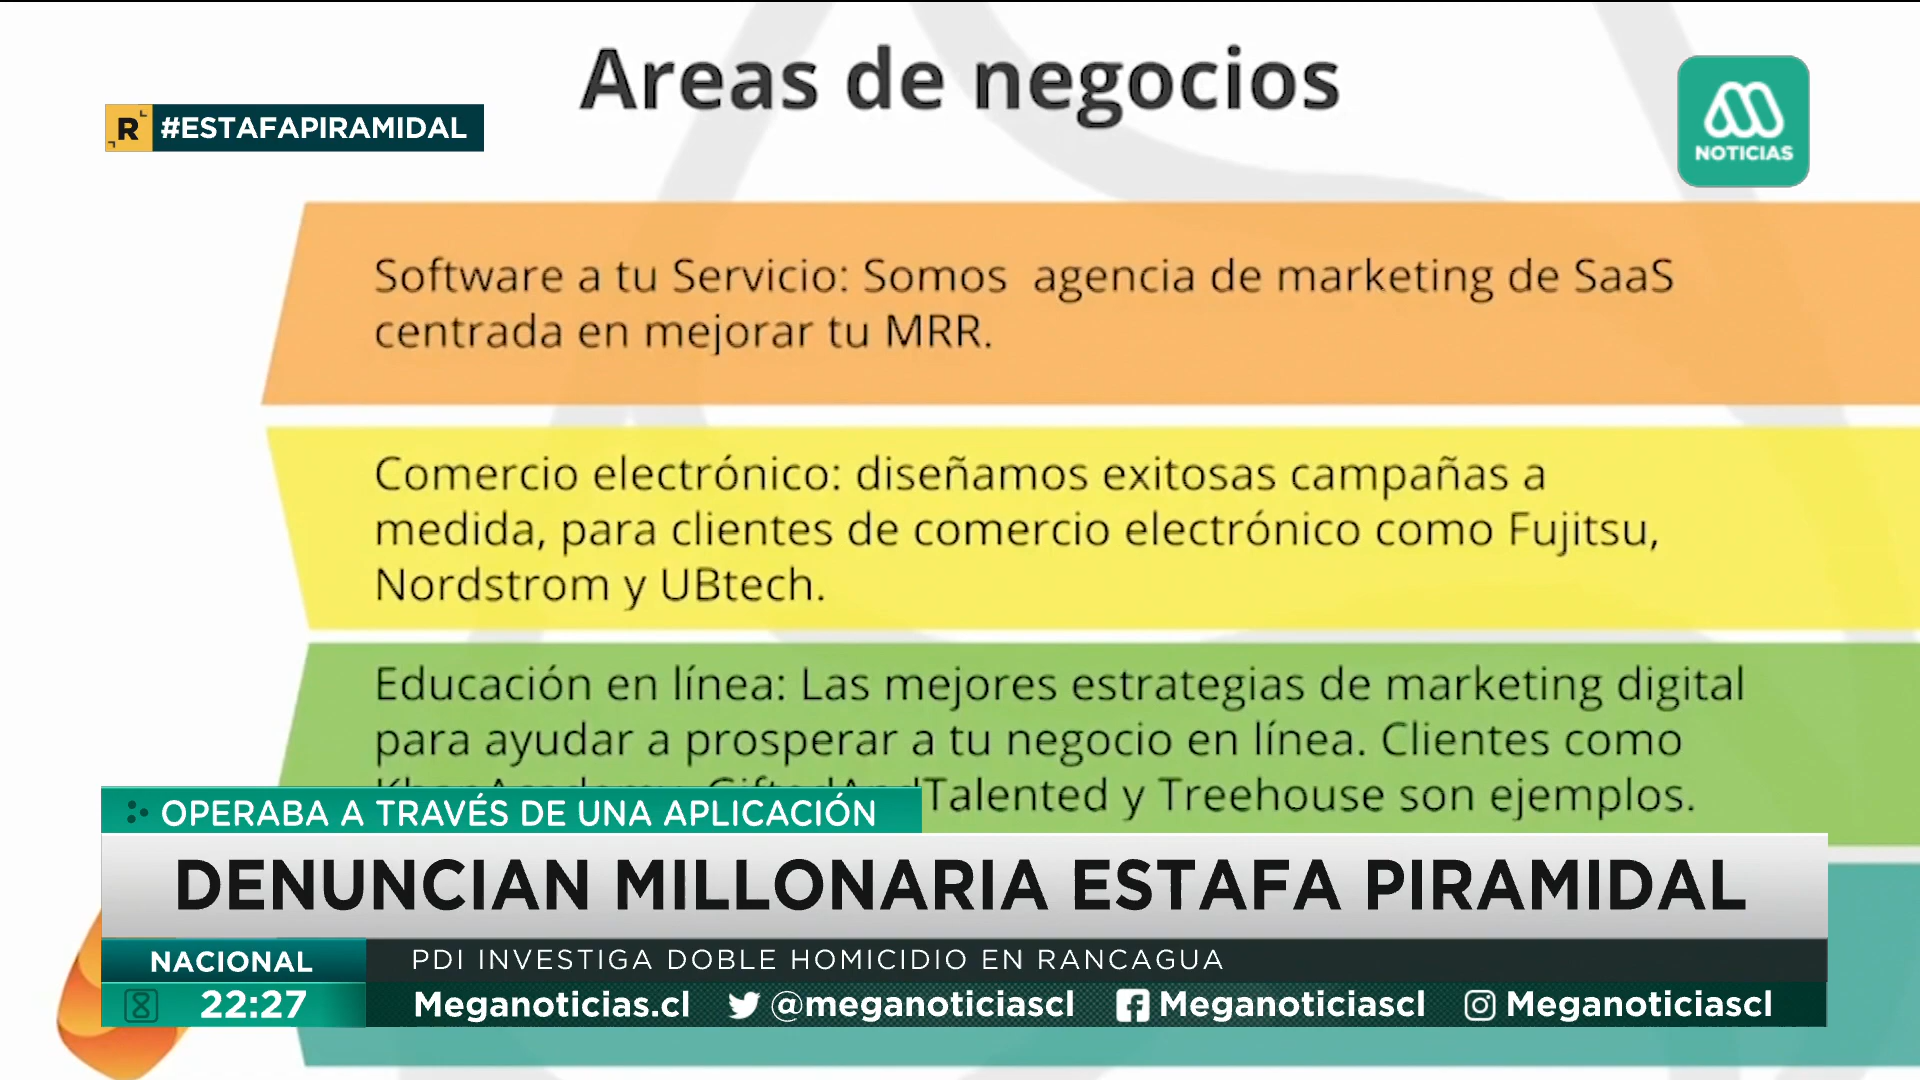 Areas de negocios
R #ESTAFAPIRAMIDAL
NOTICIAS
Software a tu Servicio: Somos agencia de marketing de SaaS
centrada en mejorar tu MRR.
Comercio electrónico: diseñamos exitosas campañas a
medida, para clientes de comercio electrónico como Fujitsu,
Nordstrom y UBtech.
Educación en línea: Las mejores estrategias de marketing digital
para ayudar a prosperar a tu negocio en línea. Clientes como
Talented y Treehouse son ejemplos.
OPERABA A TRAVÉS DE UNA APLICACIÓN
DENUNCIAN MILLONARIA ESTAFA PIRAMIDAL
NACIONAL
PDI INVESTIGA DOBLE HOMICIDIO EN RANCAGUA
22:27
Meganoticias.cl @meganoticiascl Meganoticiascl Meganoticiascl